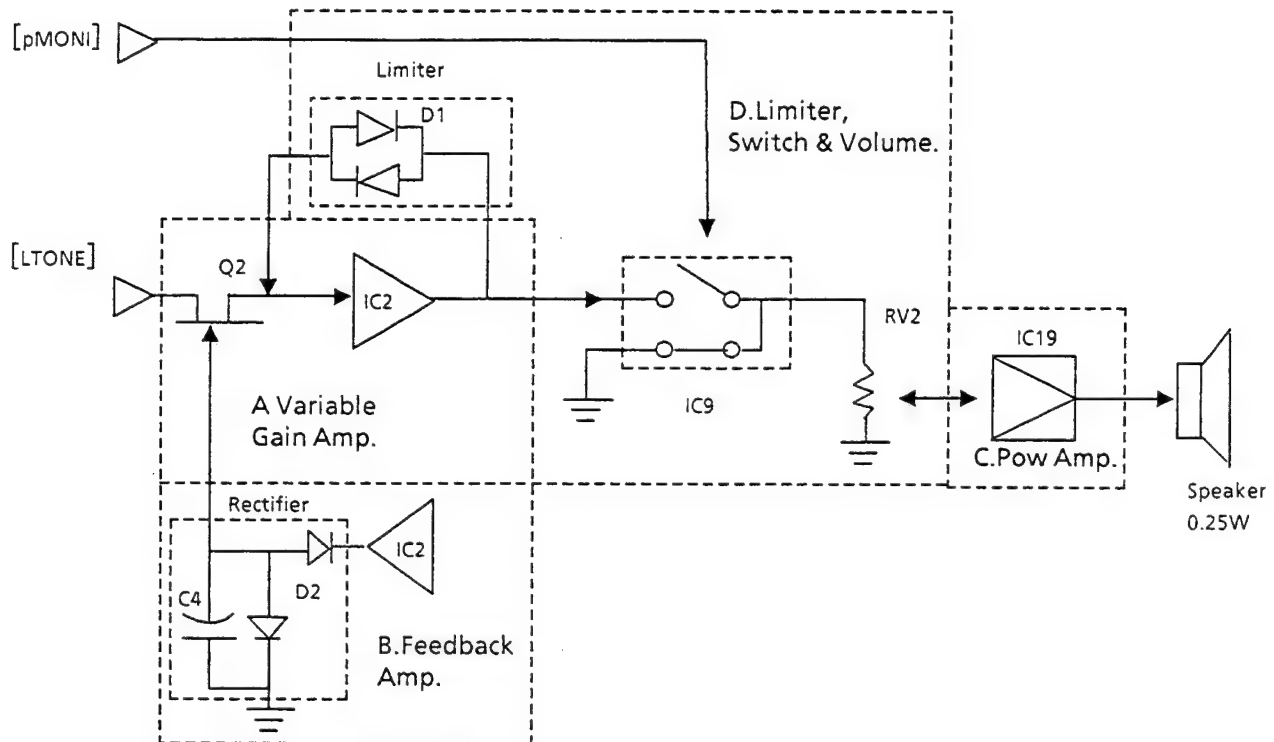 [pMONI]
Limiter
D1
D.Limiter,
Switch & Volume.
[LTONE]
Q2
IC2
RV2
IC19
IC9
A Variable
Gain Amp.
C.Pow Amp.
Speaker
0.25W
Rectifier
IC2
C4
D2
B.Feedback
Amp.